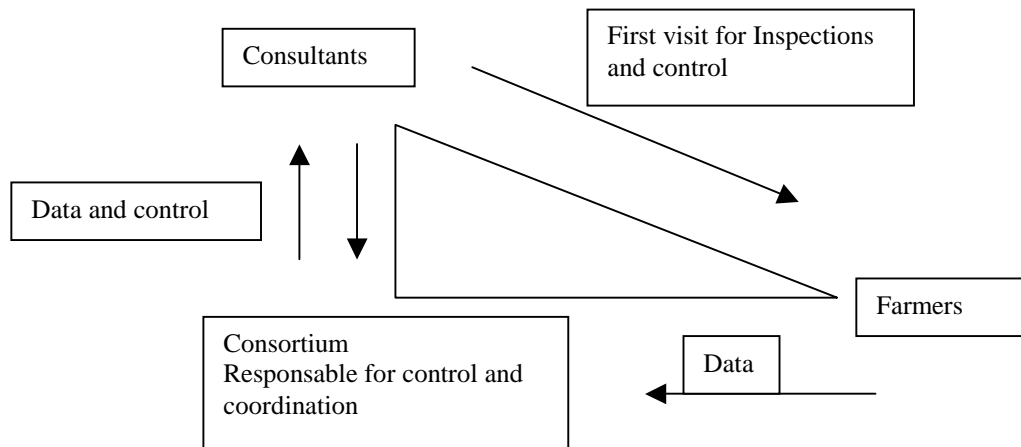 First visit for Inspections
and control
Consultants
Data and control
Farmers
Consortium
Responsable for control and
coordination
Data